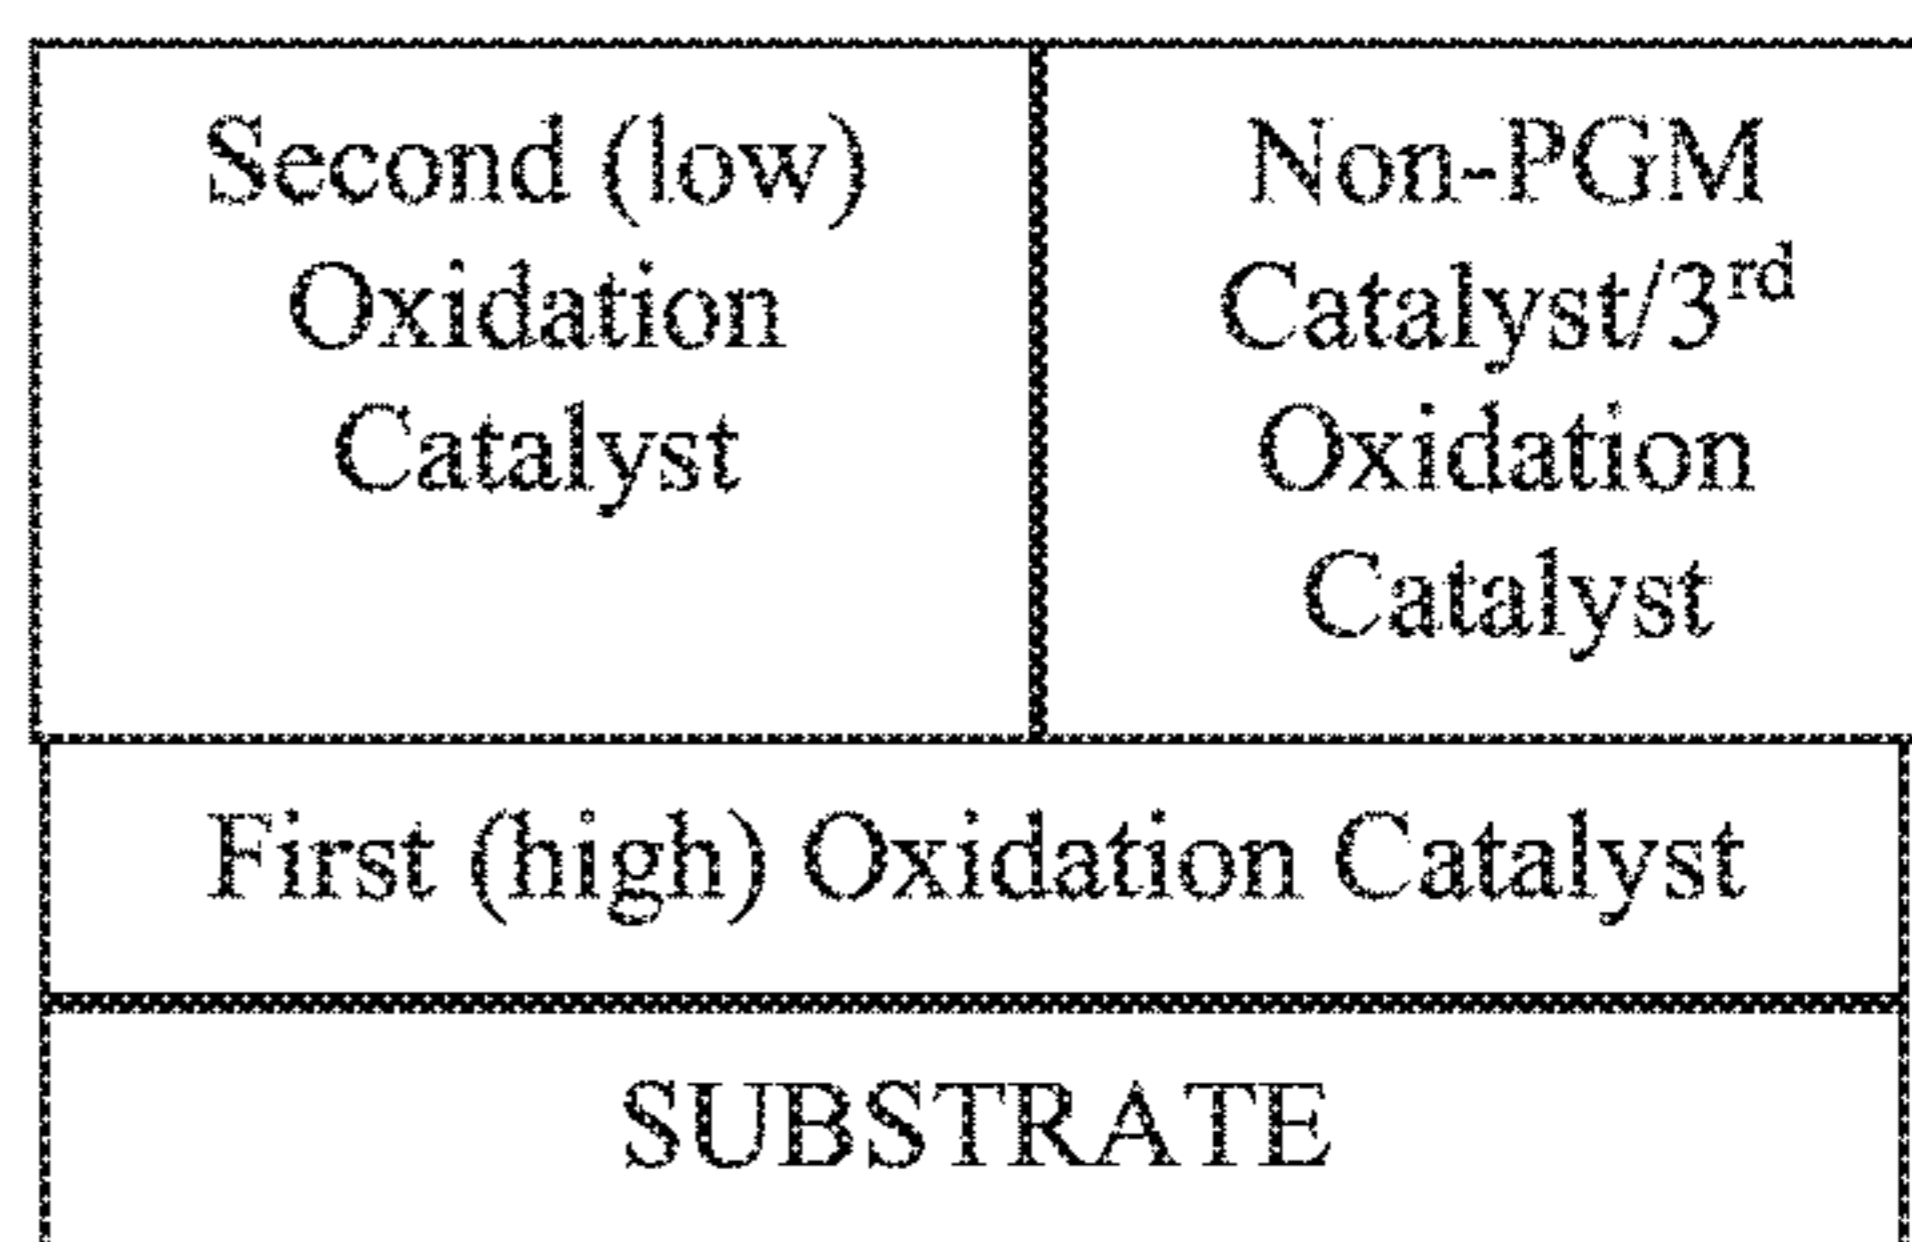 Second (low)
Oxidation
Catalyst
Non-PGM
Catalyst/3rd
Oxidation
Catalyst
First (high) Oxidation Catalyst
SUBSTRATE